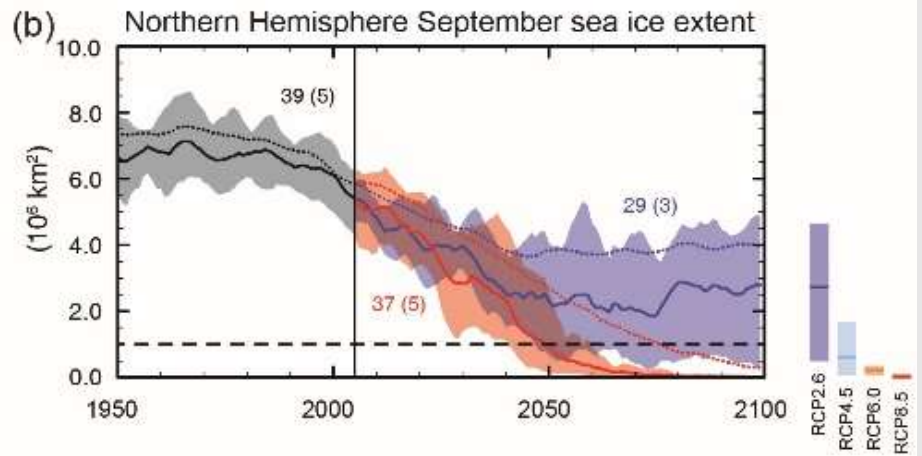 (b) Northern Hemisphere September sea ice extent
10.0
8.0
6.0
4.0
2.0
0.0
(10⁶ km²)
39 (5)
29 (3)
37 (5)
1950
2000
2050
2100
RCP2.6
RCP4.5
RCP6.0
RCP8.5